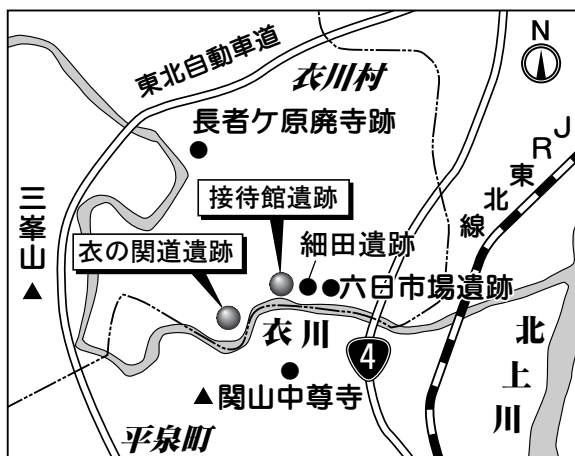 N
東北自動車道
衣川村
長者ケ原廃寺跡
JR東北線
三峯山
接待館遺跡
細田遺跡
衣の関道遺跡
六日市場遺跡
衣川
4
北上川
関山中尊寺
平泉町